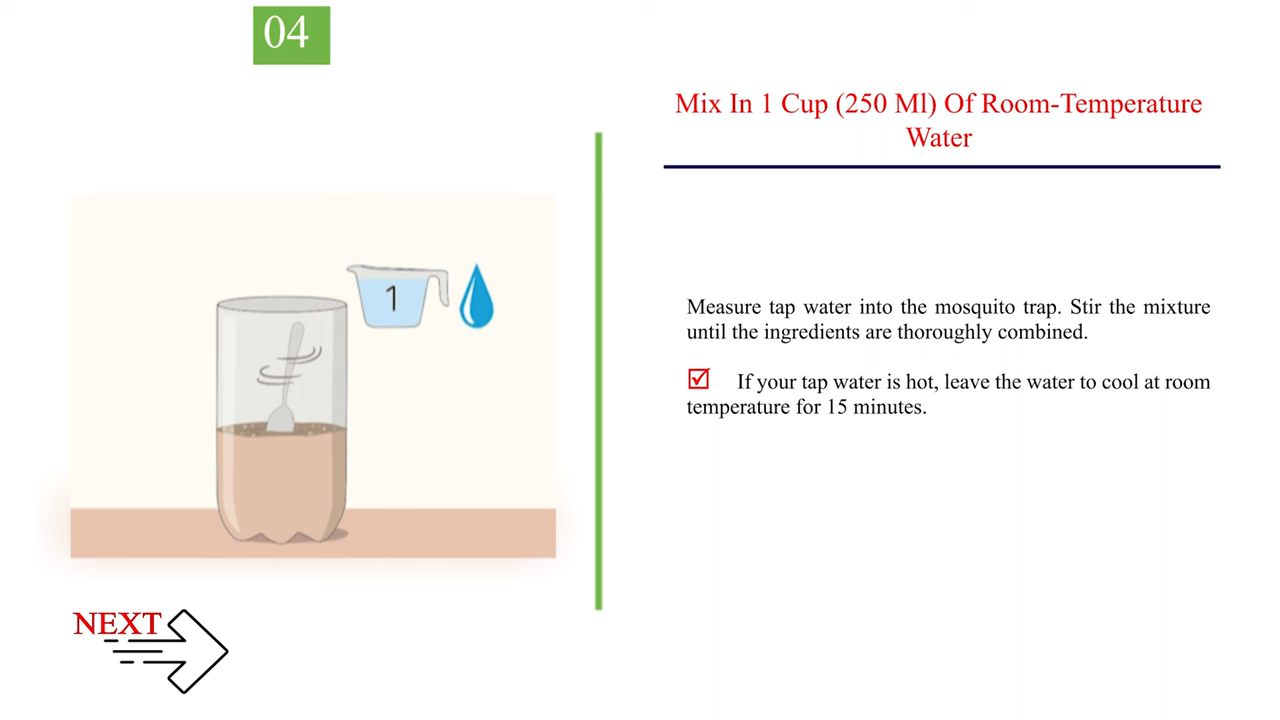 04
Mix In 1 Cup (250 Ml) Of Room-Temperature
Water
1
Measure tap water into the mosquito trap. Stir the mixture
until the ingredients are thoroughly combined.
☑ If your tap water is hot, leave the water to cool at room
temperature for 15 minutes.
NEXT